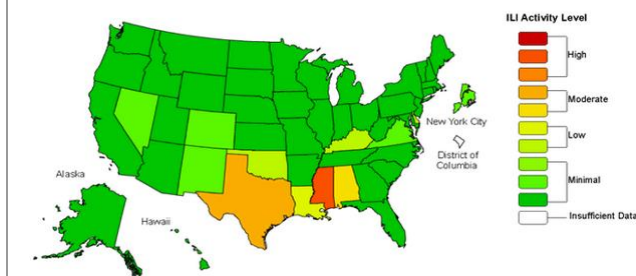 ILI Activity Level
High
Moderate
Low
Minimal
Insufficient Data
New York City
District of
Columbia
Alaska
Hawaii